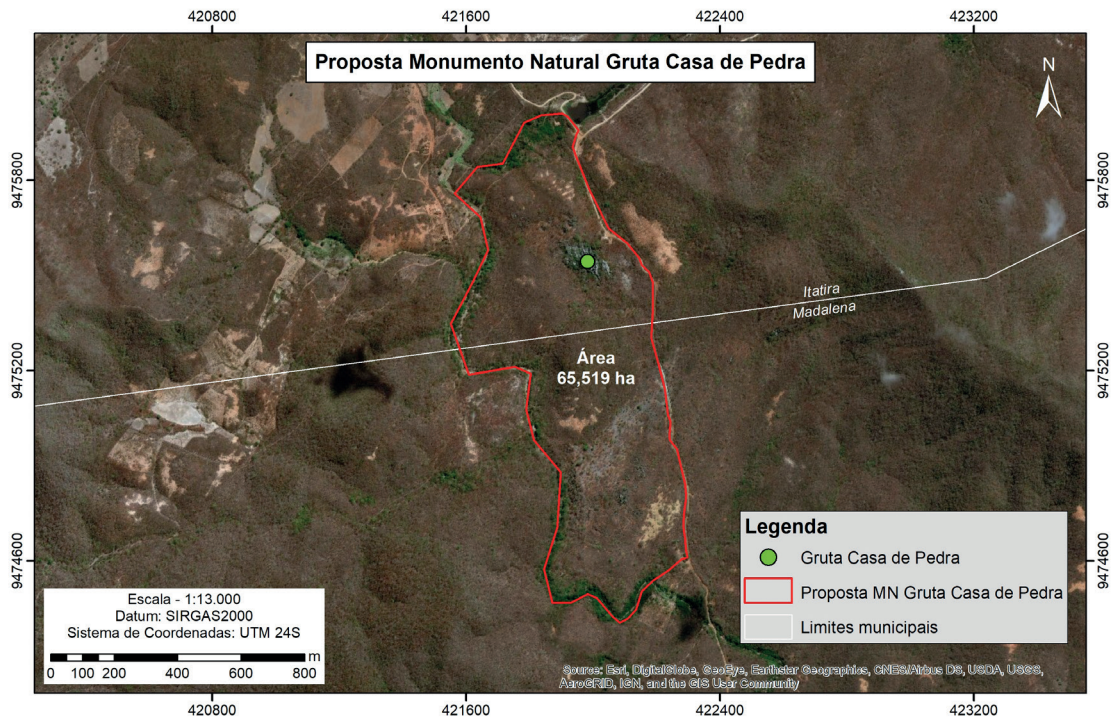 420800
421600
422400
423200
Proposta Monumento Natural Gruta Casa de Pedra
N
9475800
9475800
Itatira
Madalena
Área
65,519 ha
9475200
9475200
9474600
9474600
Legenda
Gruta Casa de Pedra
Proposta MN Gruta Casa de Pedra
Limites municipais
Escala - 1:13.000
Datum: SIRGAS2000
Sistema de Coordenadas: UTM 24S
0 100 200 400 600 800 m
Source: Esri, DigitalGlobe, GeoEye, Earthstar Geographics, CNES/Airbus DS, USDA, USGS,
AeroGRID, IGN, and the GIS User Community
420800
421600
422400
423200